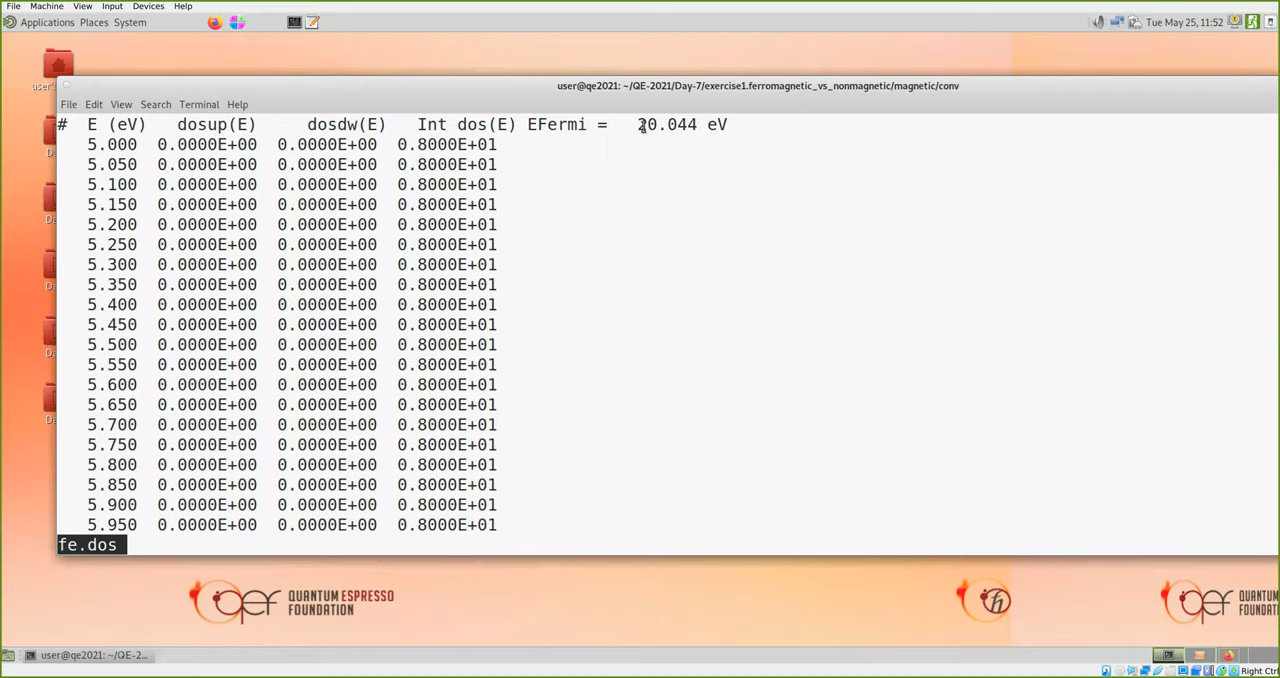 File Machine View Input Devices Help
Applications Places System
Tue May 25, 11:52
user's
user@qe2021: ~/QE-2021/Day-7/exercise1.ferromagnetic_vs_nonmagnetic/magnetic/conv
File Edit View Search Terminal Help
# E (eV) dosup(E) dosdw(E) Int dos(E) EFermi = 20.044 eV
5.000 0.0000E+00 0.0000E+00 0.8000E+01
5.050 0.0000E+00 0.0000E+00 0.8000E+01
5.100 0.0000E+00 0.0000E+00 0.8000E+01
5.150 0.0000E+00 0.0000E+00 0.8000E+01
5.200 0.0000E+00 0.0000E+00 0.8000E+01
5.250 0.0000E+00 0.0000E+00 0.8000E+01
5.300 0.0000E+00 0.0000E+00 0.8000E+01
5.350 0.0000E+00 0.0000E+00 0.8000E+01
5.400 0.0000E+00 0.0000E+00 0.8000E+01
5.450 0.0000E+00 0.0000E+00 0.8000E+01
5.500 0.0000E+00 0.0000E+00 0.8000E+01
5.550 0.0000E+00 0.0000E+00 0.8000E+01
5.600 0.0000E+00 0.0000E+00 0.8000E+01
5.650 0.0000E+00 0.0000E+00 0.8000E+01
5.700 0.0000E+00 0.0000E+00 0.8000E+01
5.750 0.0000E+00 0.0000E+00 0.8000E+01
5.800 0.0000E+00 0.0000E+00 0.8000E+01
5.850 0.0000E+00 0.0000E+00 0.8000E+01
5.900 0.0000E+00 0.0000E+00 0.8000E+01
5.950 0.0000E+00 0.0000E+00 0.8000E+01
fe.dos
QUANTUM ESPRESSO
FOUNDATION
user@qe2021: ~/QE-2...
Right Ctrl